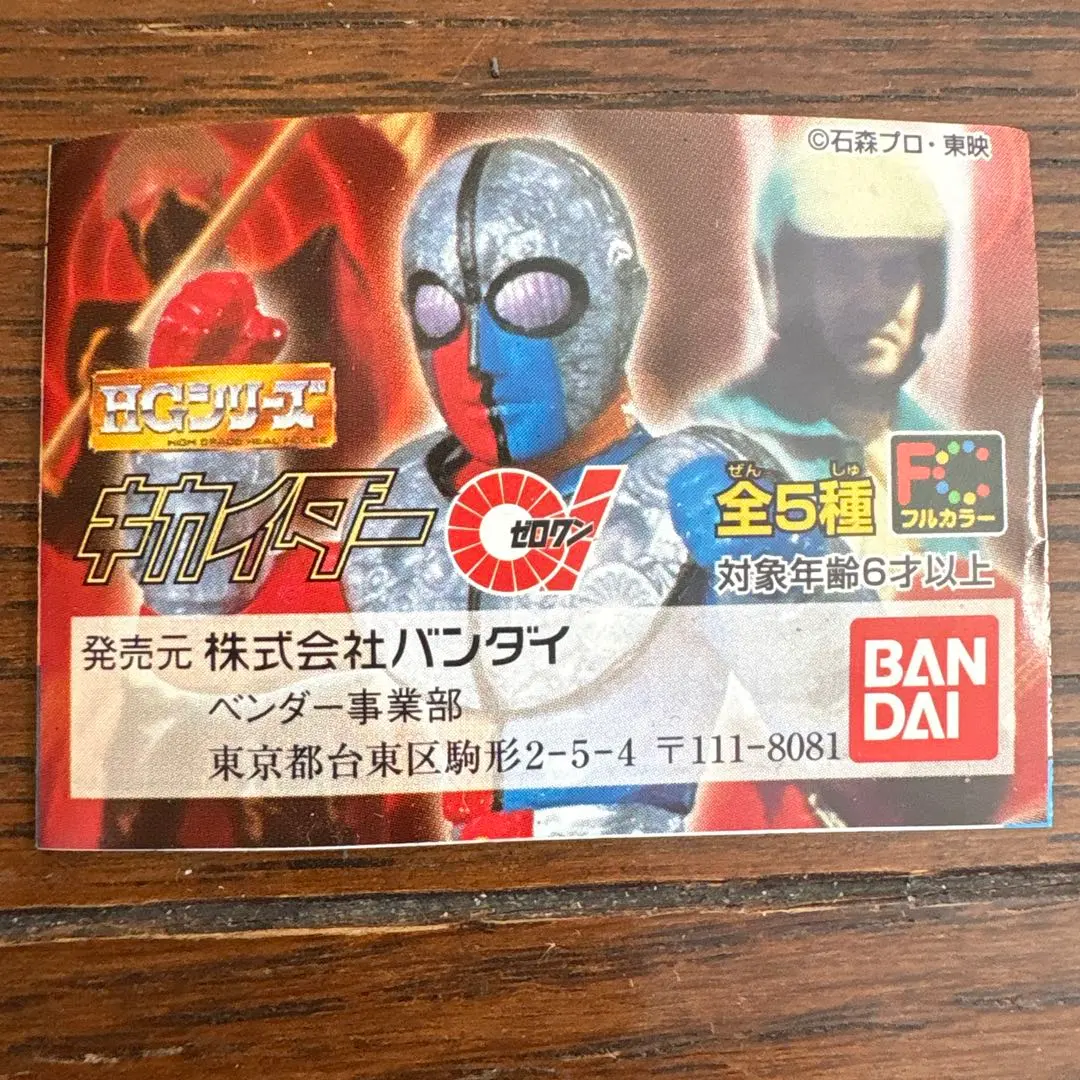 ©石森プロ・東映
HGシリーズ
HIGH GRADE REAL FIGURE
キカイダー01
ゼロワン
ぜん しゅ
全5種
FC
フルカラー
対象年齢6才以上
発売元 株式会社バンダイ
ベンダー事業部
東京都台東区駒形2-5-4 〒111-8081
BAN
DAI